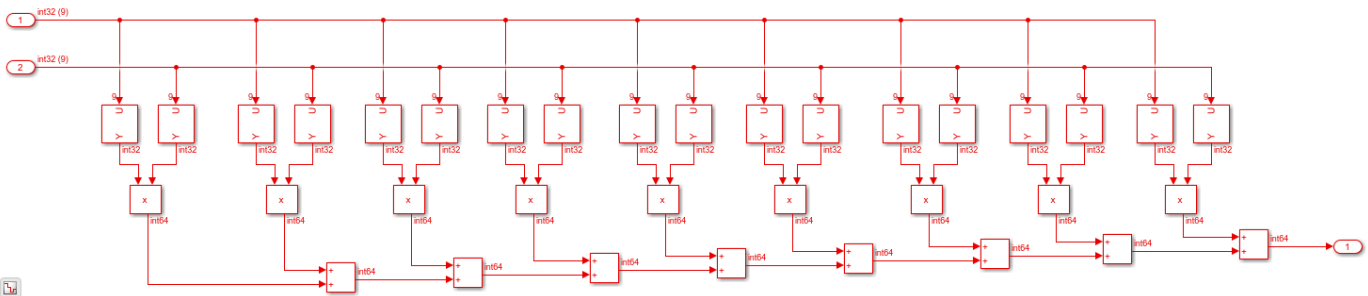 1 int32 (9)
2 int32 (9)
9 9 9 9 9 9 9 9 9 9 9 9 9 9 9 9 9 9
U U U U U U U U U U U U U U U U U U
Y Y Y Y Y Y Y Y Y Y Y Y Y Y Y Y Y Y
int32 int32 int32 int32 int32 int32 int32 int32 int32 int32 int32 int32 int32 int32 int32 int32 int32 int32
x x x x x x x x x
int64 int64 int64 int64 int64 int64 int64 int64 int64
+ + + + + + + +
+ + + + + + + +
int64 int64 int64 int64 int64 int64 int64 int64
1